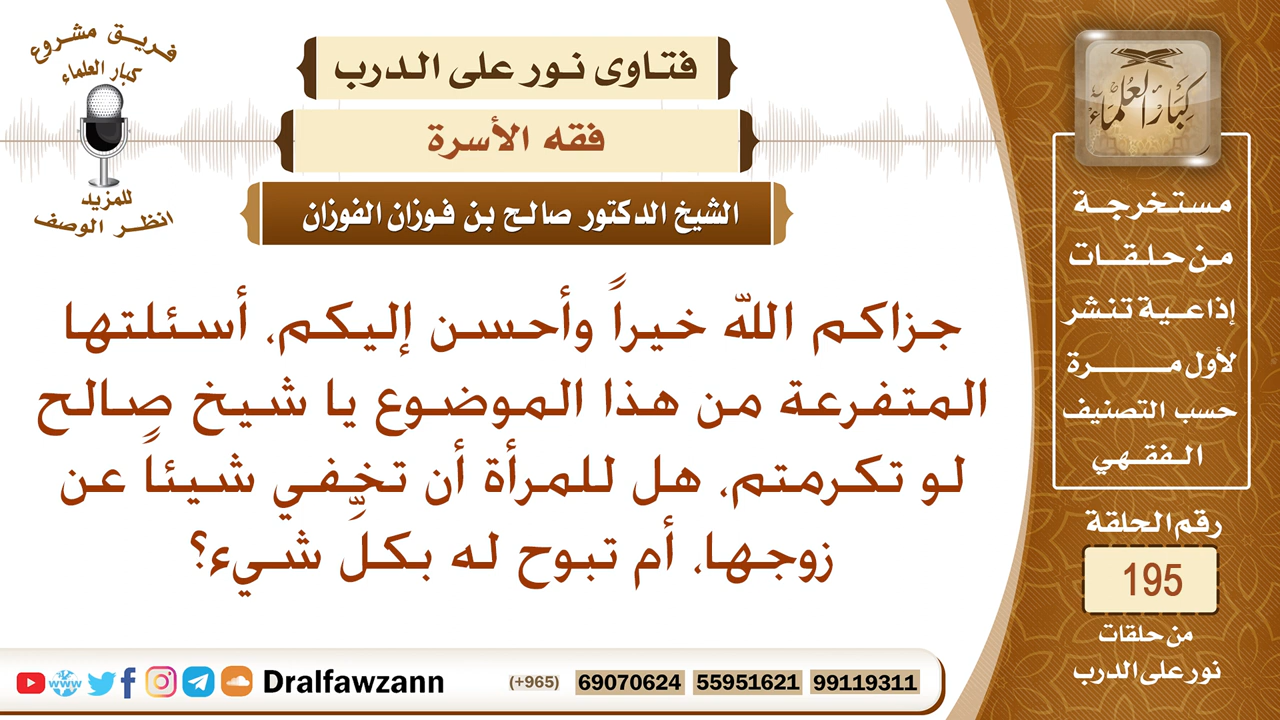 فريق مشروع
كبار العلماء
للمزيد
انظر الوصف
فتاوى نور على الدرب
فقه الأسرة
الشيخ الدكتور صالح بن فوزان الفوزان
جزاكم الله خيراً وأحسن إليكم، أسئلتها
المتفرعة من هذا الموضوع يا شيخ صالح
لو تكرمتم، هل للمرأة أن تخفي شيئاً عن
زوجها، أم تبوح له بكلِّ شيء؟
كبار العلماء
مستخرجة
من حلقات
إذاعية تنشر
لأول مرة
حسب التصنيف
الفقهي
رقم الحلقة
195
من حلقات
نور على الدرب
www Dralfawzann (+965) 69070624 55951621 99119311